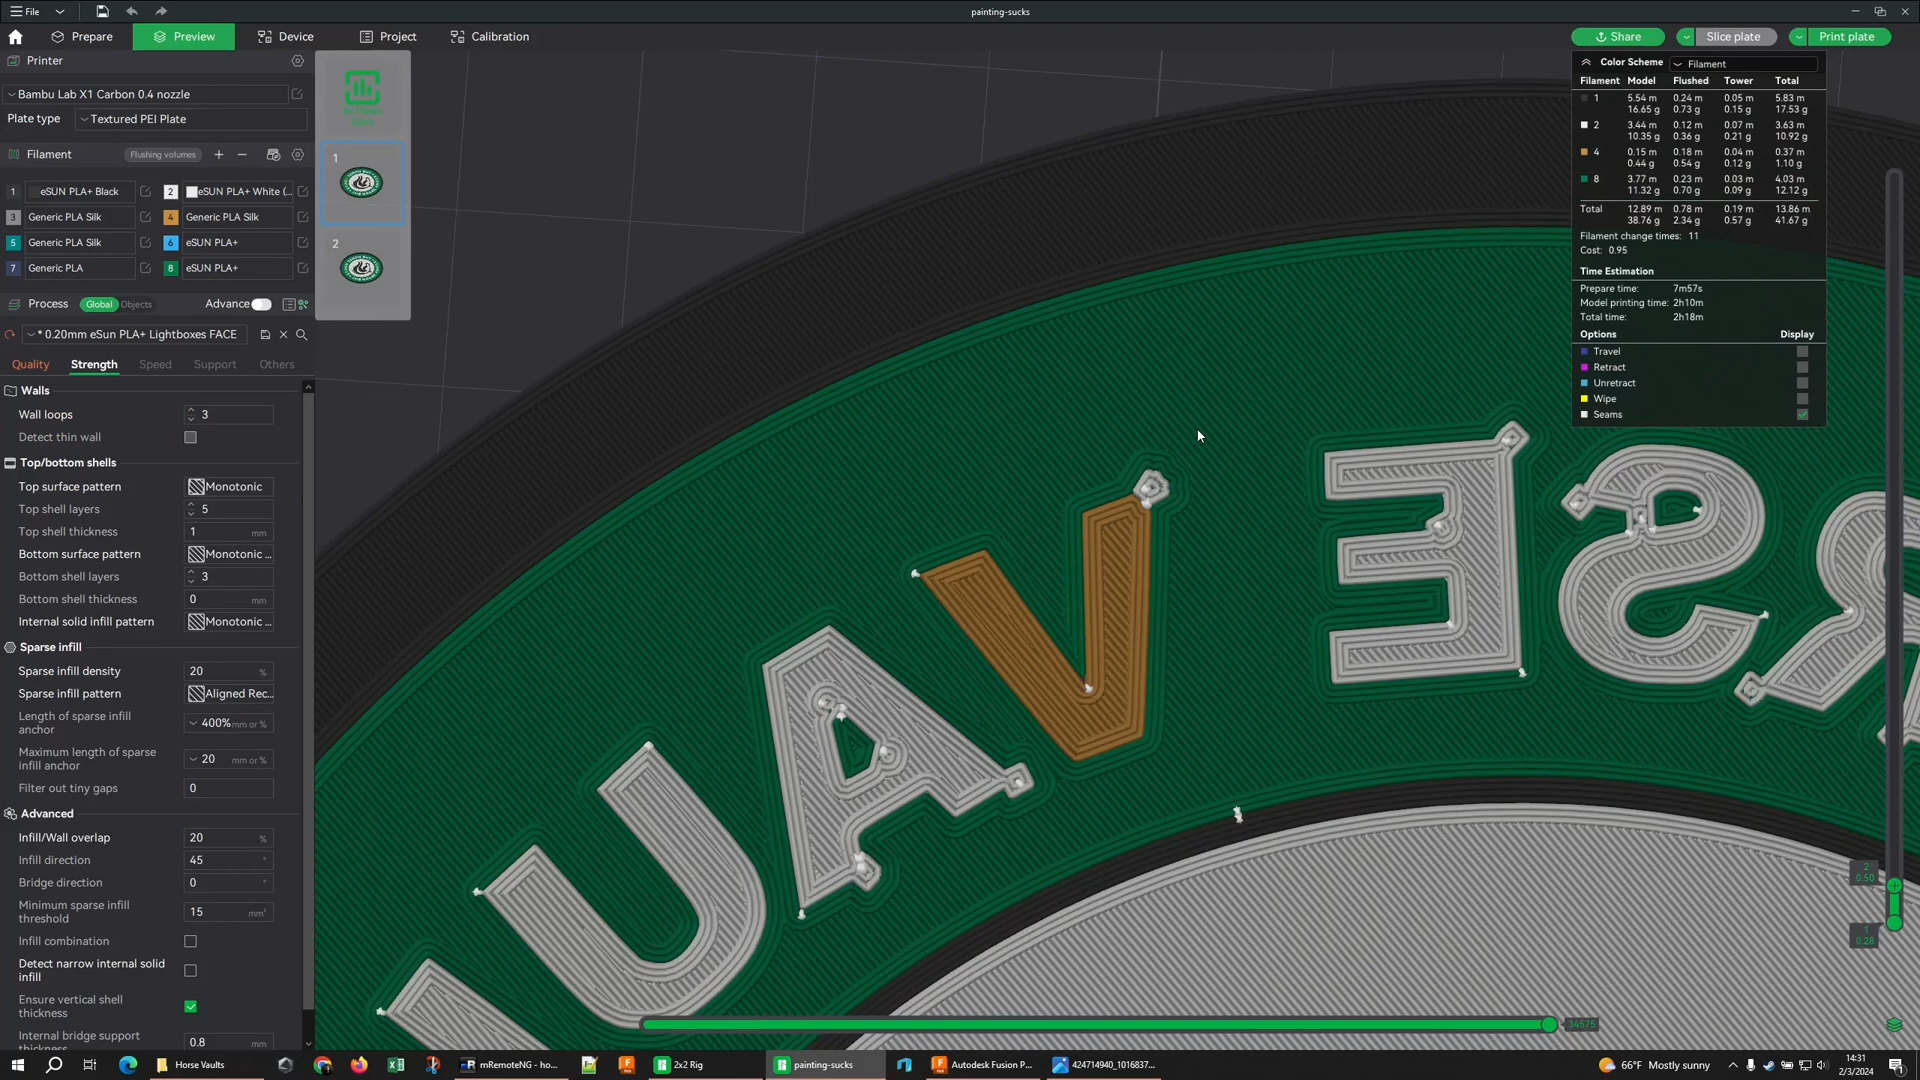 File
painting-sucks
Prepare
Preview
Device
Project
Calibration
Share
Slice plate
Print plate
Printer
Bambu Lab X1 Carbon 0.4 nozzle
Plate type
Textured PEI Plate
Filament
Flushing volumes
+
−
1
eSUN PLA+ Black
2
eSUN PLA+ White (...
3
Generic PLA Silk
4
Generic PLA Silk
5
Generic PLA Silk
6
eSUN PLA+
7
Generic PLA
8
eSUN PLA+
Process
Global
Objects
Advance
* 0.20mm eSun PLA+ Lightboxes FACE
Quality
Strength
Speed
Support
Others
Walls
Wall loops
3
Detect thin wall
Top/bottom shells
Top surface pattern
Monotonic
Top shell layers
5
Top shell thickness
1 mm
Bottom surface pattern
Monotonic ...
Bottom shell layers
3
Bottom shell thickness
0 mm
Internal solid infill pattern
Monotonic ...
Sparse infill
Sparse infill density
20 %
Sparse infill pattern
Aligned Rec...
Length of sparse infill
anchor
400% mm or %
Maximum length of sparse
infill anchor
20 mm or %
Filter out tiny gaps
0
Advanced
Infill/Wall overlap
20 %
Infill direction
45 °
Bridge direction
0 °
Minimum sparse infill
threshold
15 mm²
Infill combination
Detect narrow internal solid
infill
Ensure vertical shell
thickness
Internal bridge support
thickness
0.8 mm
1
2
Color Scheme
Filament
Filament Model Flushed Tower Total
1 5.54 m 0.24 m 0.05 m 5.83 m
16.65 g 0.73 g 0.15 g 17.53 g
2 3.44 m 0.12 m 0.07 m 3.63 m
10.35 g 0.36 g 0.21 g 10.92 g
4 0.15 m 0.18 m 0.04 m 0.37 m
0.44 g 0.54 g 0.12 g 1.10 g
8 3.77 m 0.23 m 0.03 m 4.03 m
11.32 g 0.70 g 0.09 g 12.12 g
Total 12.89 m 0.78 m 0.19 m 13.86 m
38.76 g 2.34 g 0.57 g 41.67 g
Filament change times: 11
Cost: 0.95
Time Estimation
Prepare time: 7m57s
Model printing time: 2h10m
Total time: 2h18m
Options Display
Travel
Retract
Unretract
Wipe
Seams
UAV ESR
2
0.50
1
0.28
34575
Horse Vaults
mRemoteNG - ho...
2x2 Rig
painting-sucks
Autodesk Fusion P...
424714940_1016837...
66°F Mostly sunny
14:31
2/3/2024